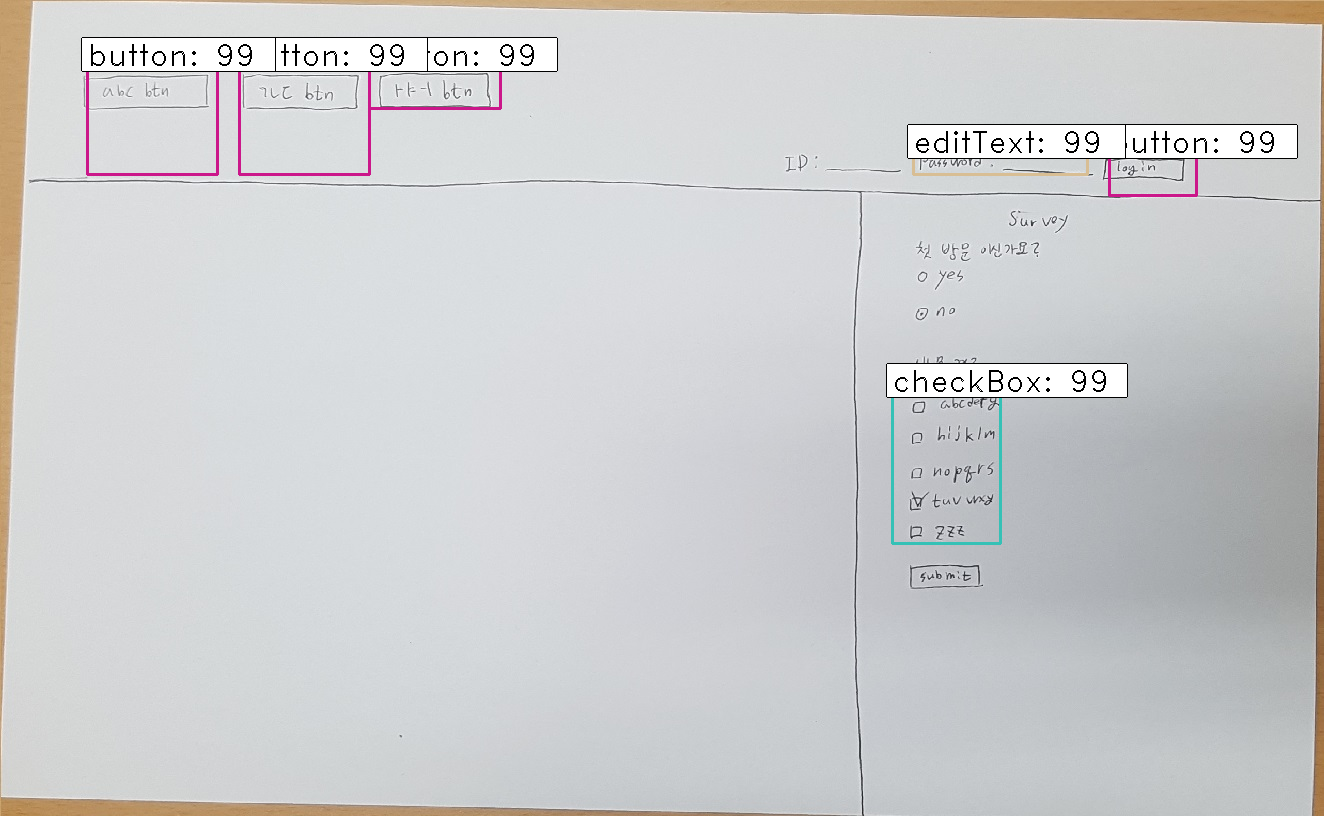 button: 99 tton: 99 on: 99
abc btn ㄱㄴㄷ btn ㅏㅑㅓ btn
editText: 99 utton: 99
ID: password: login
Survey
첫 방문 이신가요?
yes
no
checkBox: 99
abcdefg
hijklm
nopqrs
tuvwxy
zzz
submit